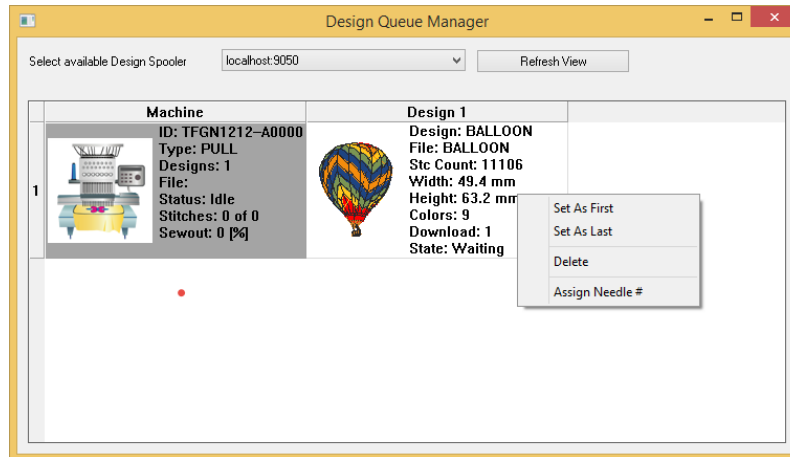 Design Queue Manager
Select available Design Spooler
localhost:9050
Refresh View
Machine
Design 1
1
ID: TFGN1212-A0000
Type: PULL
Designs: 1
File:
Status: Idle
Stitches: 0 of 0
Sewout: 0 [%]
Design: BALLOON
File: BALLOON
Stc Count: 11106
Width: 49.4 mm
Height: 63.2 mm
Colors: 9
Download: 1
State: Waiting
Set As First
Set As Last
Delete
Assign Needle #